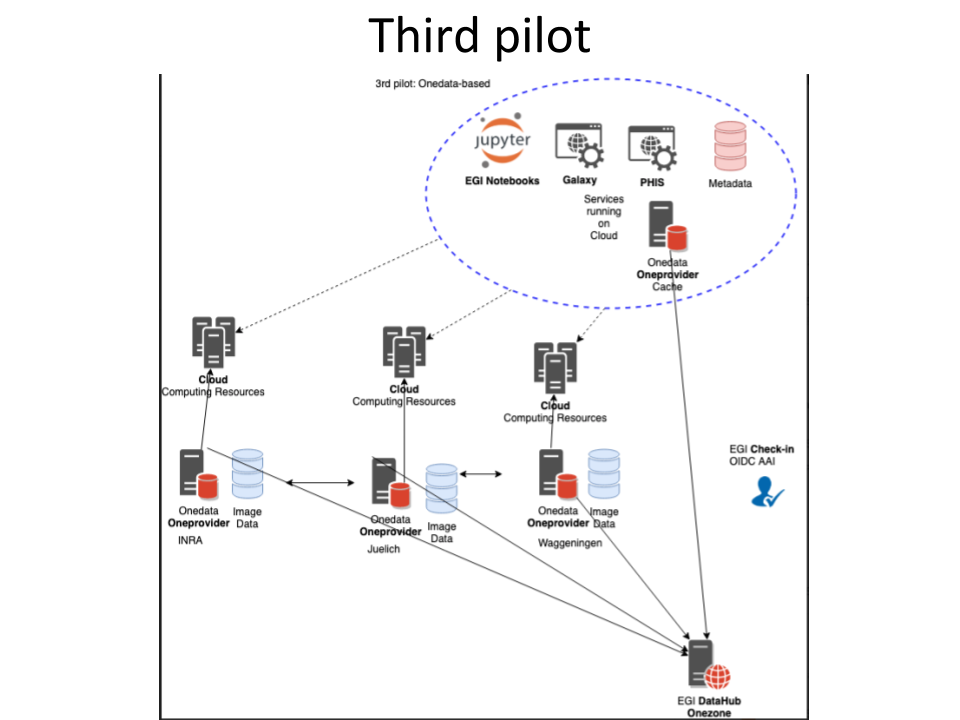 Third pilot
3rd pilot: Onedata-based
jupyter
EGI Notebooks
Galaxy
PHIS
Metadata
Services
running
on
Cloud
Onedata
Oneprovider
Cache
Cloud
Computing Resources
Cloud
Computing Resources
Cloud
Computing Resources
EGI Check-in
OIDC AAI
Onedata
Oneprovider
INRA
Image
Data
Onedata
Oneprovider
Juelich
Image
Data
Onedata
Oneprovider
Waggeningen
Image
Data
EGI DataHub
Onezone